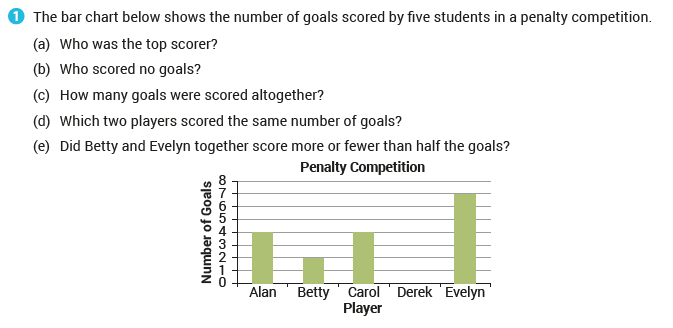 1 The bar chart below shows the number of goals scored by five students in a penalty competition.
(a) Who was the top scorer?
(b) Who scored no goals?
(c) How many goals were scored altogether?
(d) Which two players scored the same number of goals?
(e) Did Betty and Evelyn together score more or fewer than half the goals?
Penalty Competition
Number of Goals
8
7
6
5
4
3
2
1
0
Alan Betty Carol Derek Evelyn
Player